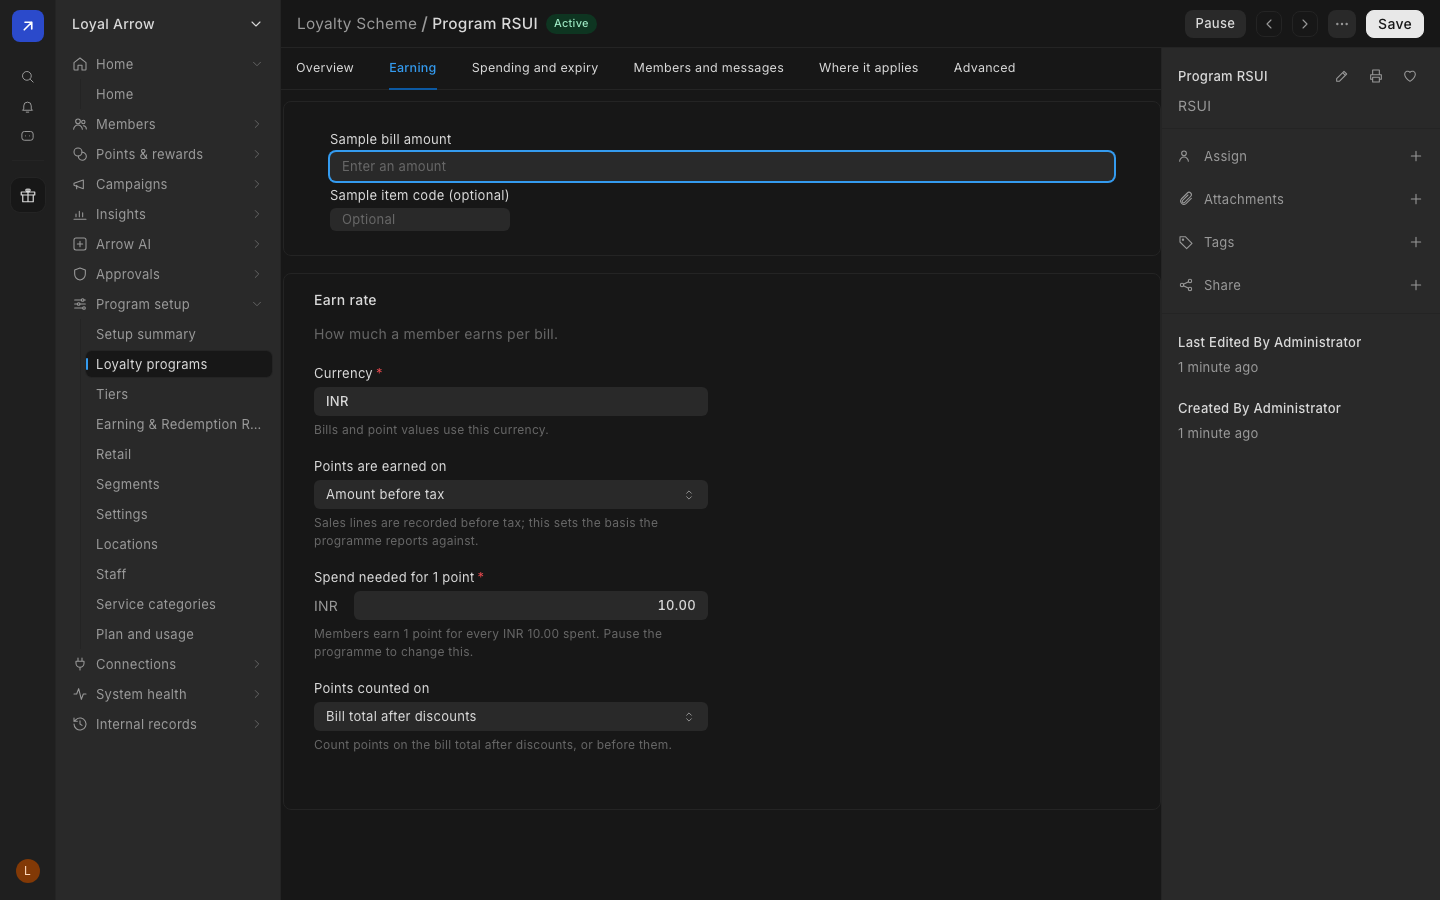 Loyal Arrow
Home
Home
Members
Points & rewards
Campaigns
Insights
Arrow AI
Approvals
Program setup
Setup summary
Loyalty programs
Tiers
Earning & Redemption R...
Retail
Segments
Settings
Locations
Staff
Service categories
Plan and usage
Connections
System health
Internal records
L
Loyalty Scheme / Program RSUI Active
Pause
Save
Overview Earning Spending and expiry Members and messages Where it applies Advanced
Sample bill amount
Enter an amount
Sample item code (optional)
Optional
Earn rate
How much a member earns per bill.
Currency *
INR
Bills and point values use this currency.
Points are earned on
Amount before tax
Sales lines are recorded before tax; this sets the basis the
programme reports against.
Spend needed for 1 point *
INR 10.00
Members earn 1 point for every INR 10.00 spent. Pause the
programme to change this.
Points counted on
Bill total after discounts
Count points on the bill total after discounts, or before them.
Program RSUI
RSUI
Assign
Attachments
Tags
Share
Last Edited By Administrator
1 minute ago
Created By Administrator
1 minute ago